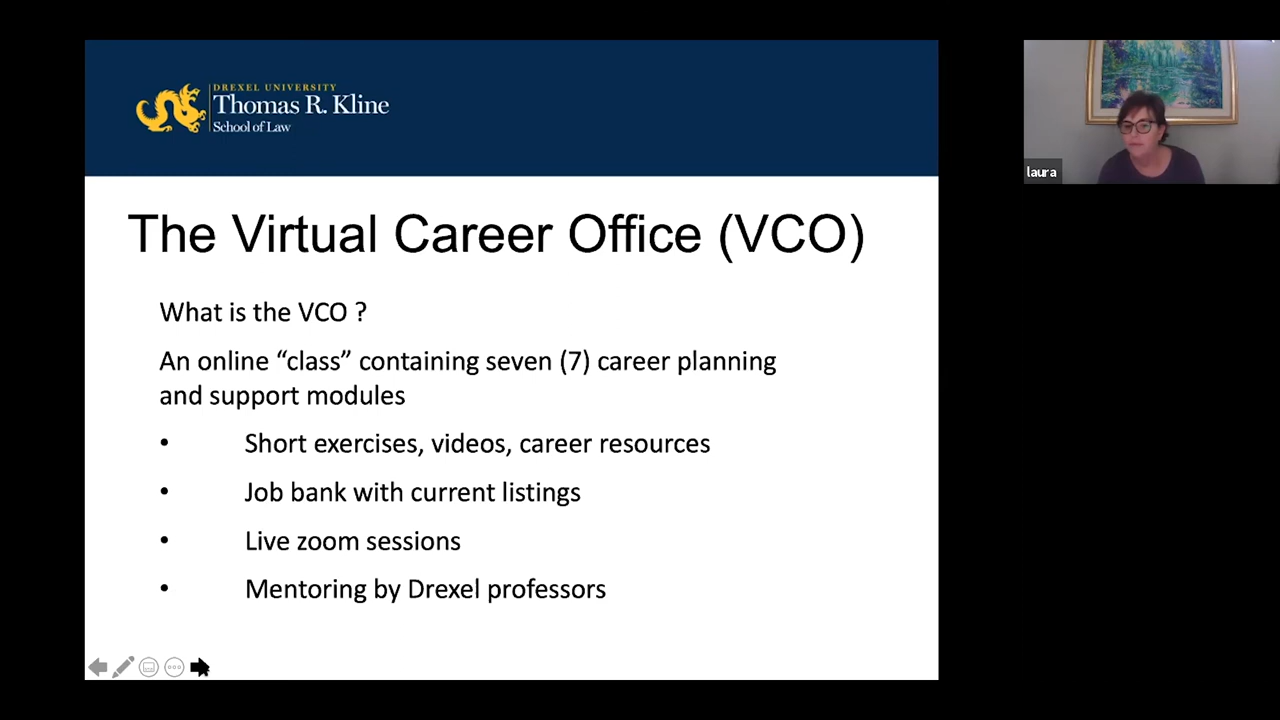 DREXEL UNIVERSITY
Thomas R. Kline
School of Law
laura
The Virtual Career Office (VCO)
What is the VCO ?
An online “class” containing seven (7) career planning
and support modules
• Short exercises, videos, career resources
• Job bank with current listings
• Live zoom sessions
• Mentoring by Drexel professors